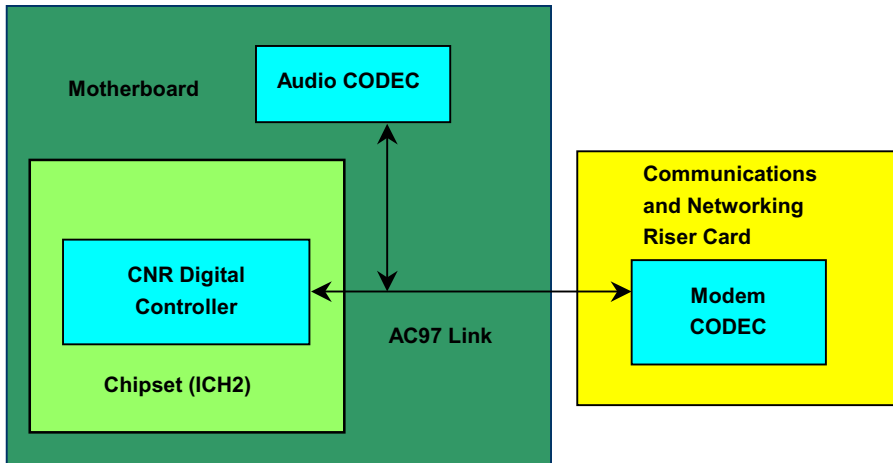 Audio CODEC
Motherboard
Communications
and Networking
Riser Card
CNR Digital
Controller
Modem
CODEC
AC97 Link
Chipset (ICH2)